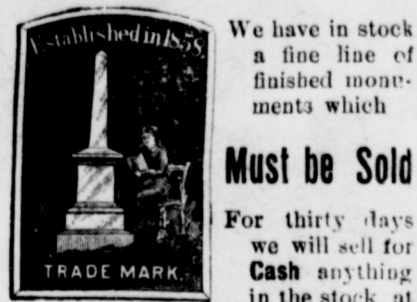 Established in 1858
TRADE MARK.
We have in stock
a fine line of
finished monu-
ments which
Must be Sold
For thirty days
we will sell for
Cash anything
in the stock at